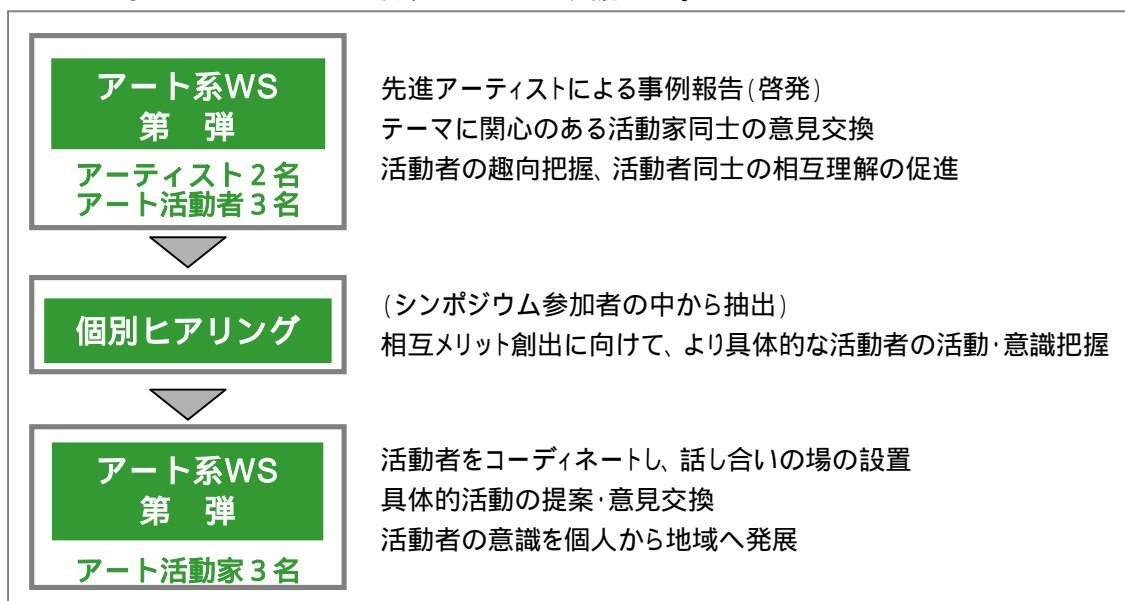 アート系WS
第 弾
アーティスト2名
アート活動者3名
先進アーティストによる事例報告(啓発)
テーマに関心のある活動家同士の意見交換
活動者の趣向把握、活動者同士の相互理解の促進
個別ヒアリング
(シンポジウム参加者の中から抽出)
相互メリット創出に向けて、より具体的な活動者の活動・意識把握
アート系WS
第 弾
アート活動家3名
活動者をコーディネートし、話し合いの場の設置
具体的活動の提案・意見交換
活動者の意識を個人から地域へ発展